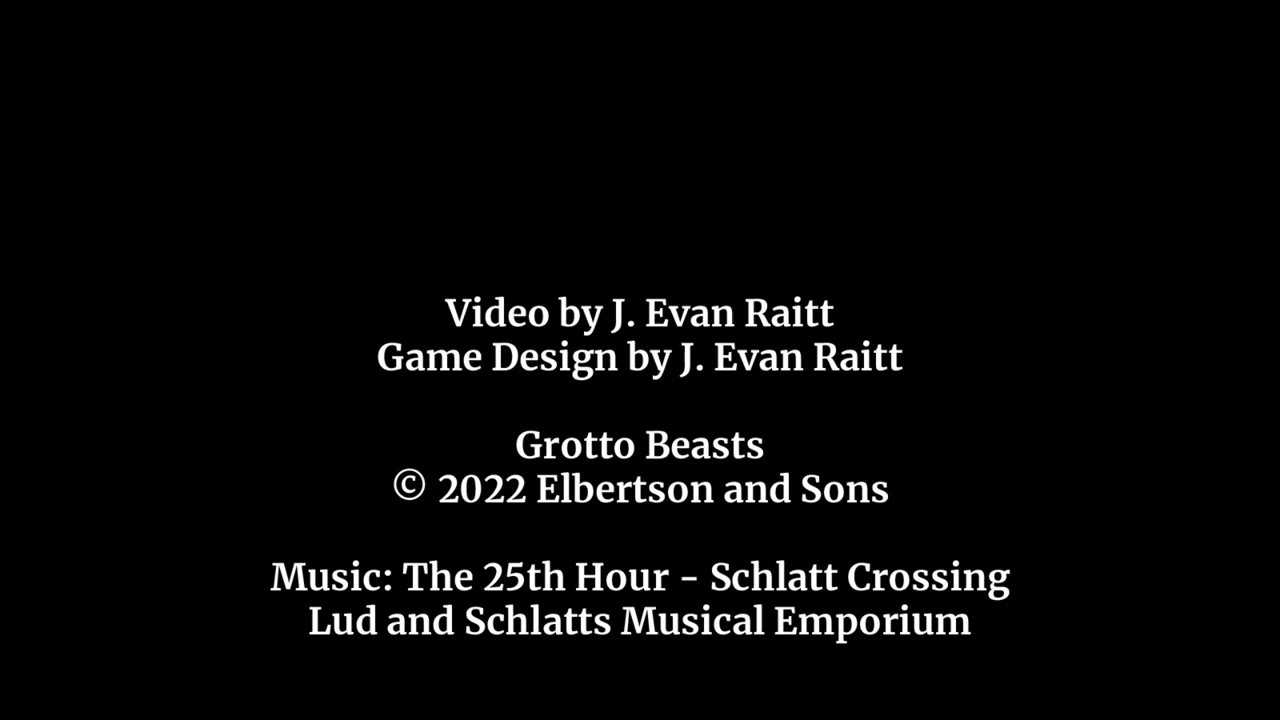 Video by J. Evan Raitt
Game Design by J. Evan Raitt
Grotto Beasts
© 2022 Elbertson and Sons
Music: The 25th Hour - Schlatt Crossing
Lud and Schlatts Musical Emporium